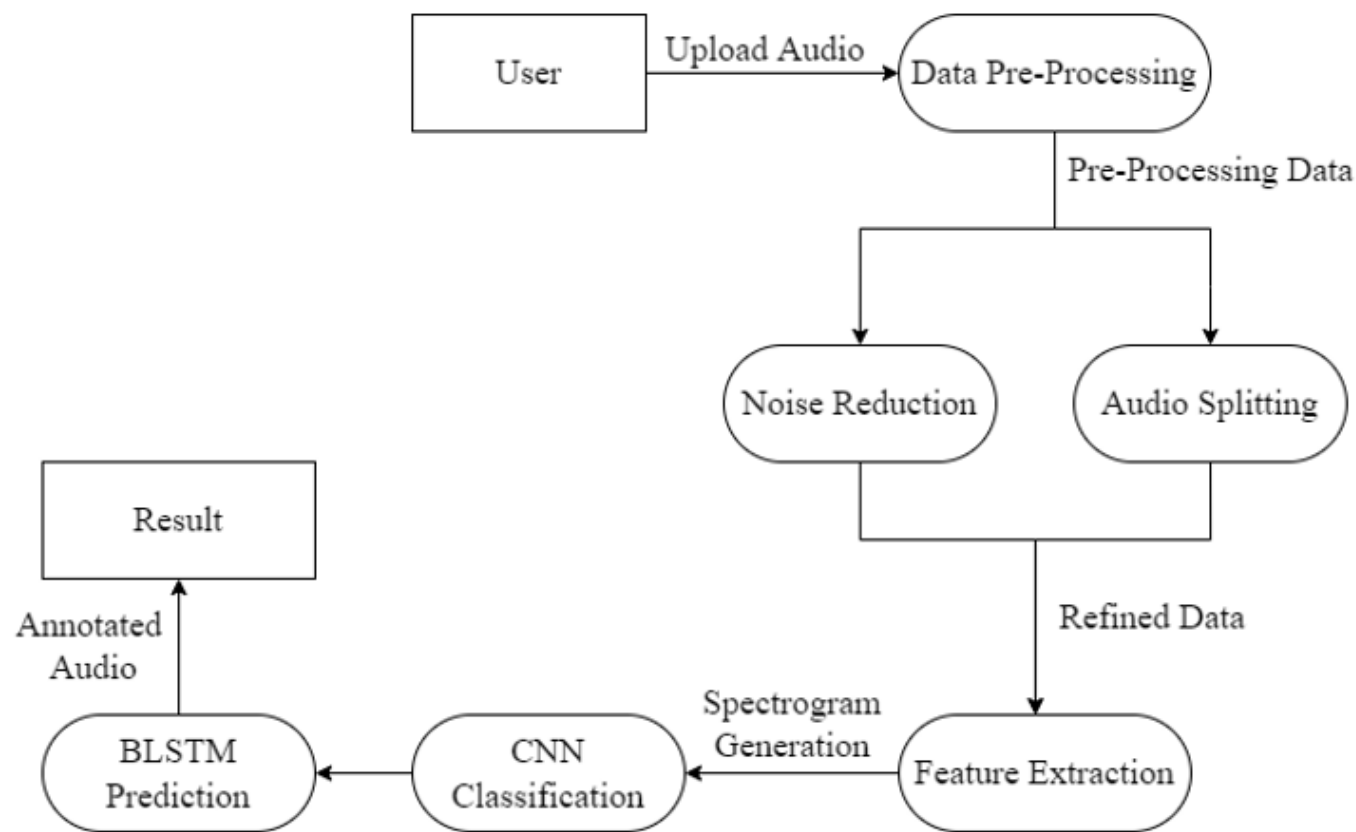 User
Upload Audio
Data Pre-Processing
Pre-Processing Data
Noise Reduction
Audio Splitting
Refined Data
Feature Extraction
Spectrogram
Generation
CNN
Classification
BLSTM
Prediction
Annotated
Audio
Result